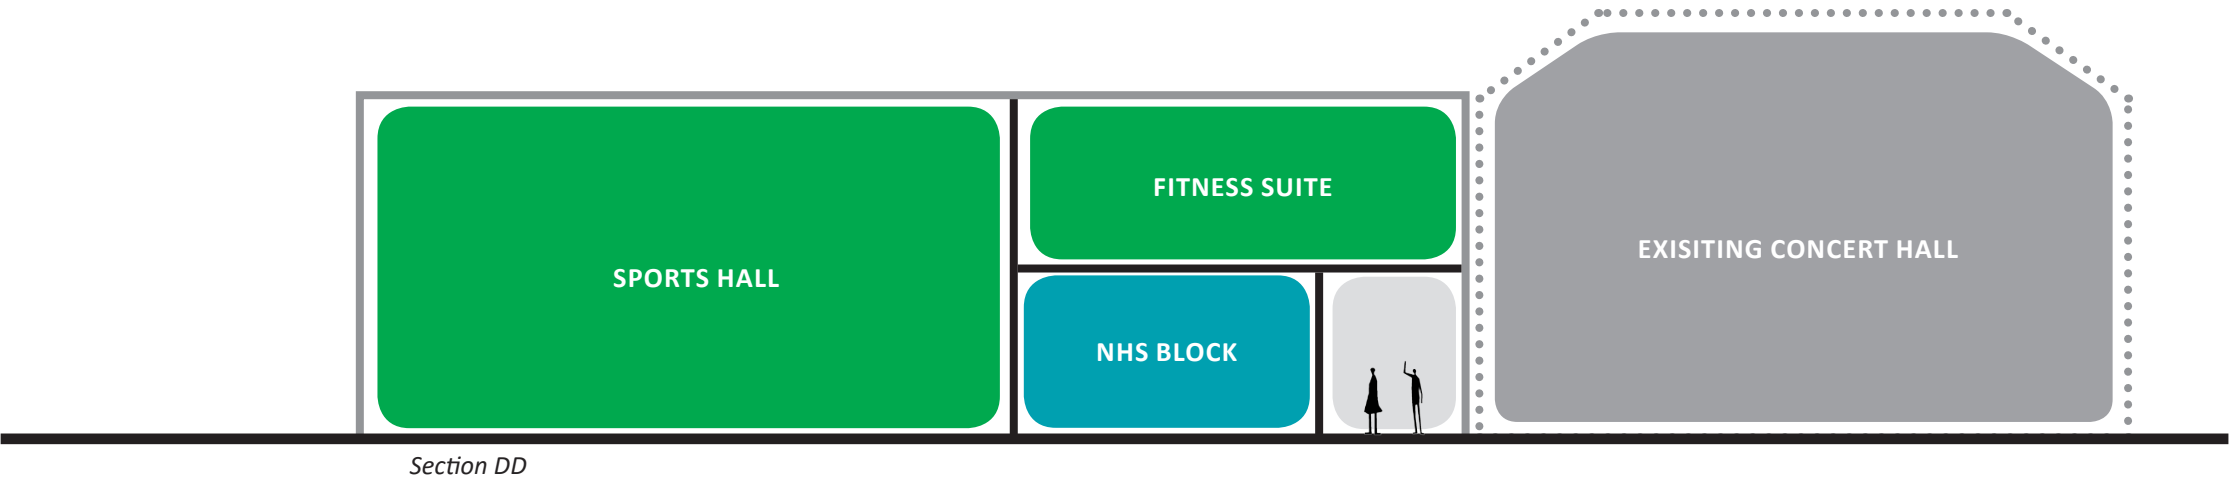 FITNESS SUITE
EXISITING CONCERT HALL
SPORTS HALL
NHS BLOCK
Section DD